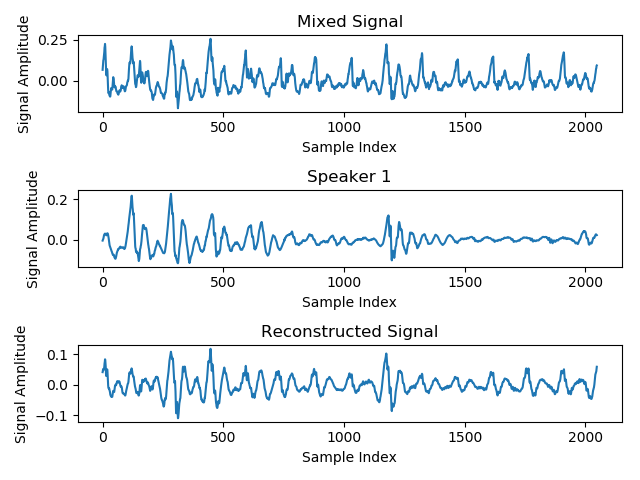 Mixed Signal
Signal Amplitude
0.25
0.00
0 500 1000 1500 2000
Sample Index
Speaker 1
Signal Amplitude
0.2
0.0
0 500 1000 1500 2000
Sample Index
Reconstructed Signal
Signal Amplitude
0.1
0.0
−0.1
0 500 1000 1500 2000
Sample Index